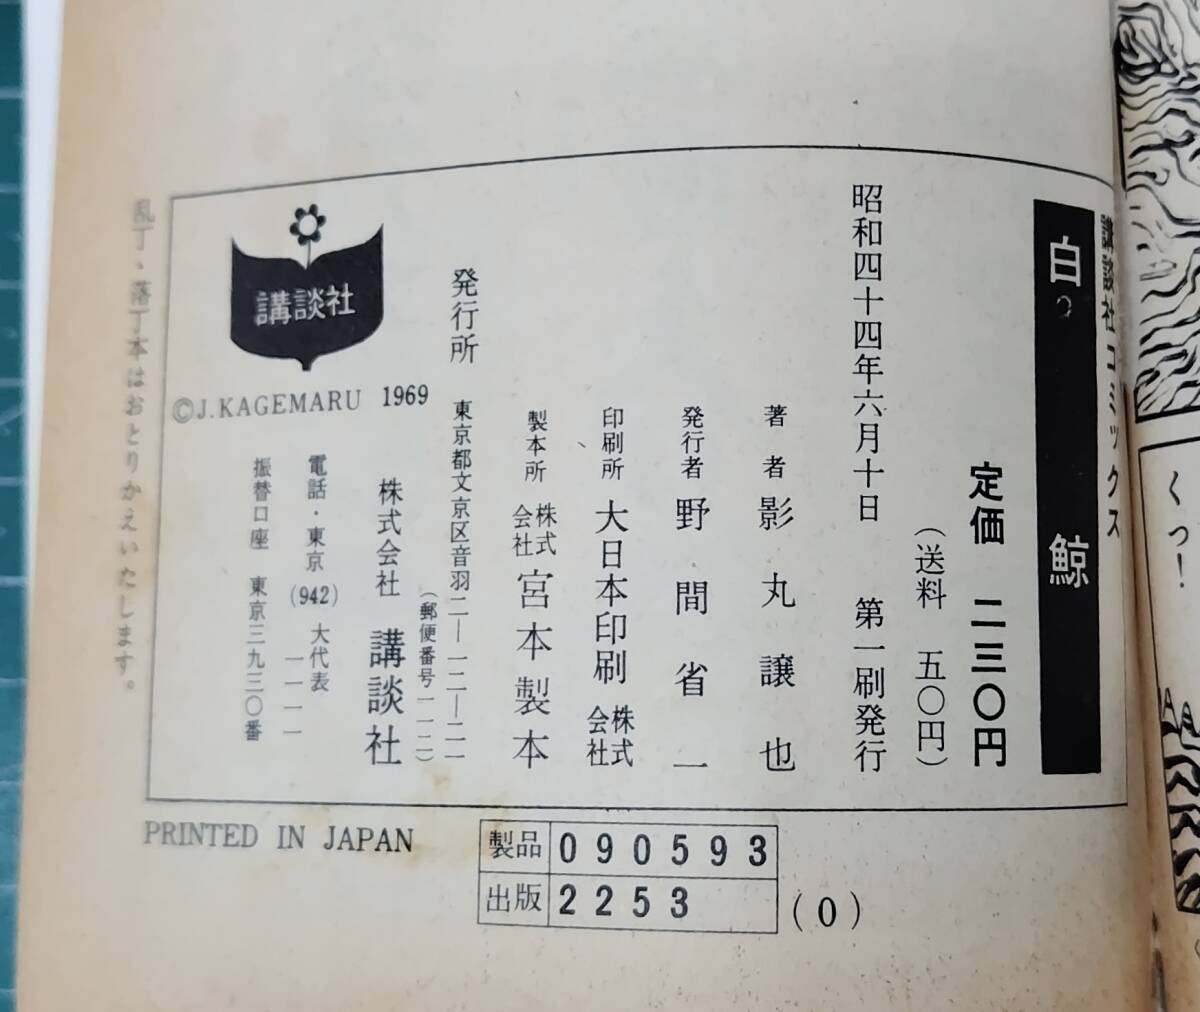 講談社コミックス
白鯨
定価 二三〇円
(送料 五〇円)
昭和四十四年六月十日 第一刷発行
著者 影丸譲也
発行者 野間省一
印刷所 大日本印刷株式会社
製本所 株式会社宮本製本
発行所 東京都文京区音羽二―一二―二一
(郵便番号一一二)
株式会社 講談社
電話・東京(942)一一一一 大代表
振替口座 東京三九三〇番
講談社
©J.KAGEMARU 1969
乱丁・落丁本はおとりかえいたします。
PRINTED IN JAPAN
製品 090593
出版 2253
(0)
くっ!